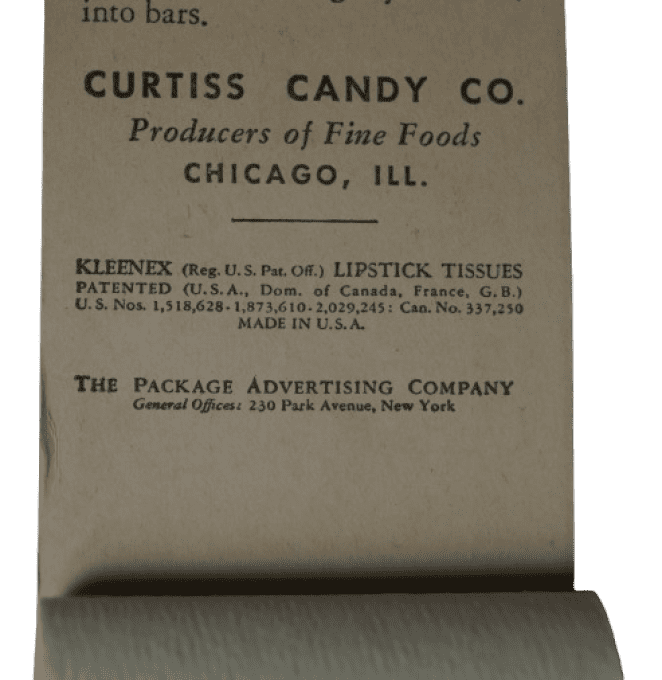 into bars.
CURTISS CANDY CO.
Producers of Fine Foods
CHICAGO, ILL.
KLEENEX (Reg. U. S. Pat. Off.) LIPSTICK TISSUES
PATENTED (U. S. A., Dom. of Canada, France, G. B.)
U. S. Nos. 1,518,628-1,873,610-2,029,245: Can. No. 337,250
MADE IN U. S. A.
THE PACKAGE ADVERTISING COMPANY
General Offices: 230 Park Avenue, New York